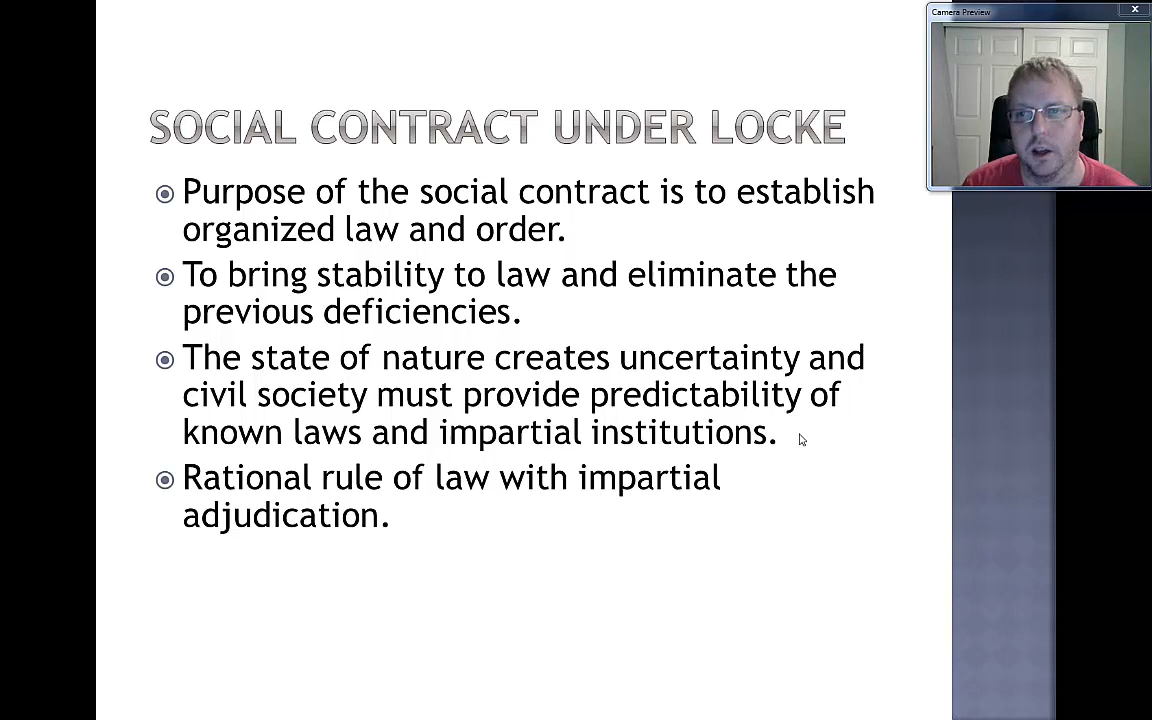 Camera Preview
SOCIAL CONTRACT UNDER LOCKE
Purpose of the social contract is to establish
organized law and order.
To bring stability to law and eliminate the
previous deficiencies.
The state of nature creates uncertainty and
civil society must provide predictability of
known laws and impartial institutions.
Rational rule of law with impartial
adjudication.